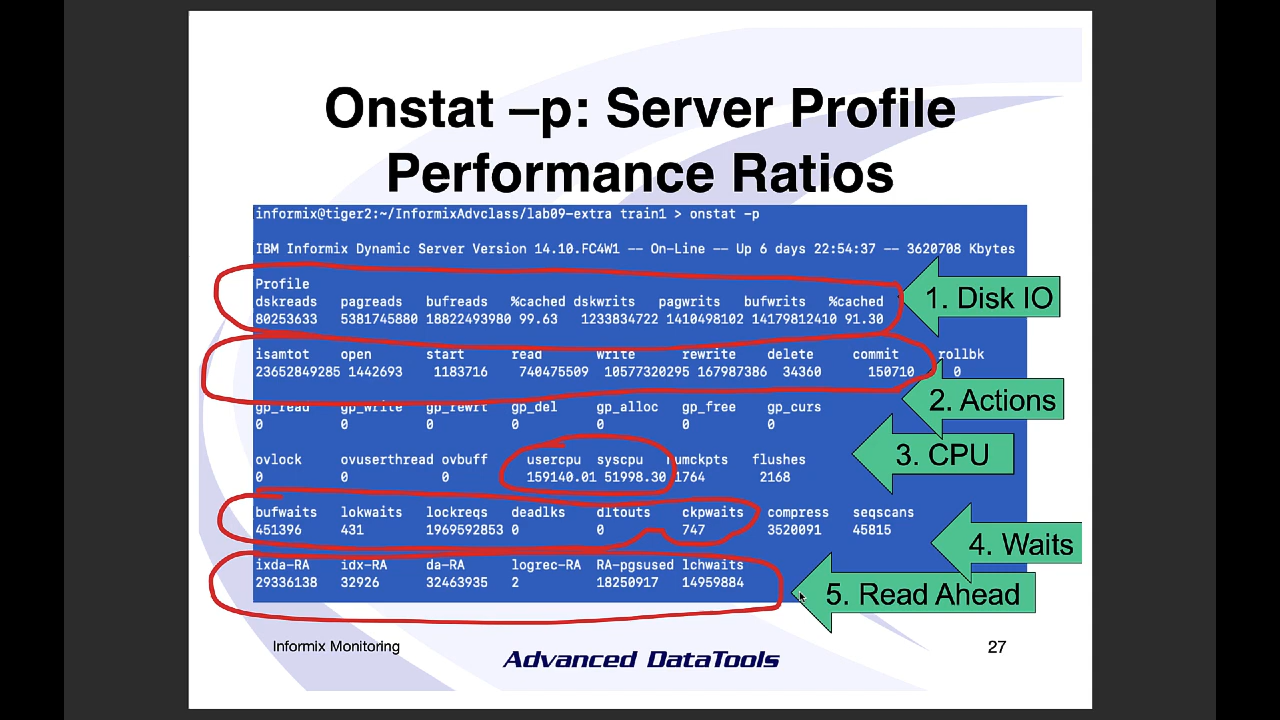 Onstat –p: Server Profile
Performance Ratios
informix@tiger2:~/InformixAdvclass/lab09-extra train1 > onstat -p
IBM Informix Dynamic Server Version 14.10.FC4W1 -- On-Line -- Up 6 days 22:54:37 -- 3620708 Kbytes
Profile
dskreads pagreads bufreads %cached dskwrits pagwrits bufwrits %cached
80253633 5381745880 18822493980 99.63 1233834722 1410498102 14179812410 91.30
1. Disk IO
isamtot open start read write rewrite delete commit rollbk
23652849285 1442693 1183716 740475509 10577320295 167987386 34360 150710 0
2. Actions
gp_read gp_write gp_rewrt gp_del gp_alloc gp_free gp_curs
0 0 0 0 0 0 0
3. CPU
ovlock ovuserthread ovbuff usercpu syscpu numckpts flushes
0 0 0 159140.01 51998.30 1764 2168
bufwaits lokwaits lockreqs deadlks dltouts ckpwaits compress seqscans
451396 431 1969592853 0 0 747 3520091 45815
4. Waits
ixda-RA idx-RA da-RA logrec-RA RA-pgsused lchwaits
29336138 32926 32463935 2 18250917 14959884
5. Read Ahead
Informix Monitoring
Advanced DataTools
27